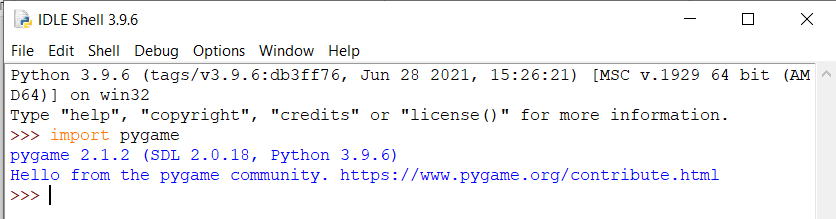 IDLE Shell 3.9.6
File Edit Shell Debug Options Window Help
Python 3.9.6 (tags/v3.9.6:db3ff76, Jun 28 2021, 15:26:21) [MSC v.1929 64 bit (AM
D64)] on win32
Type "help", "copyright", "credits" or "license()" for more information.
>>> import pygame
pygame 2.1.2 (SDL 2.0.18, Python 3.9.6)
Hello from the pygame community. https://www.pygame.org/contribute.html
>>>